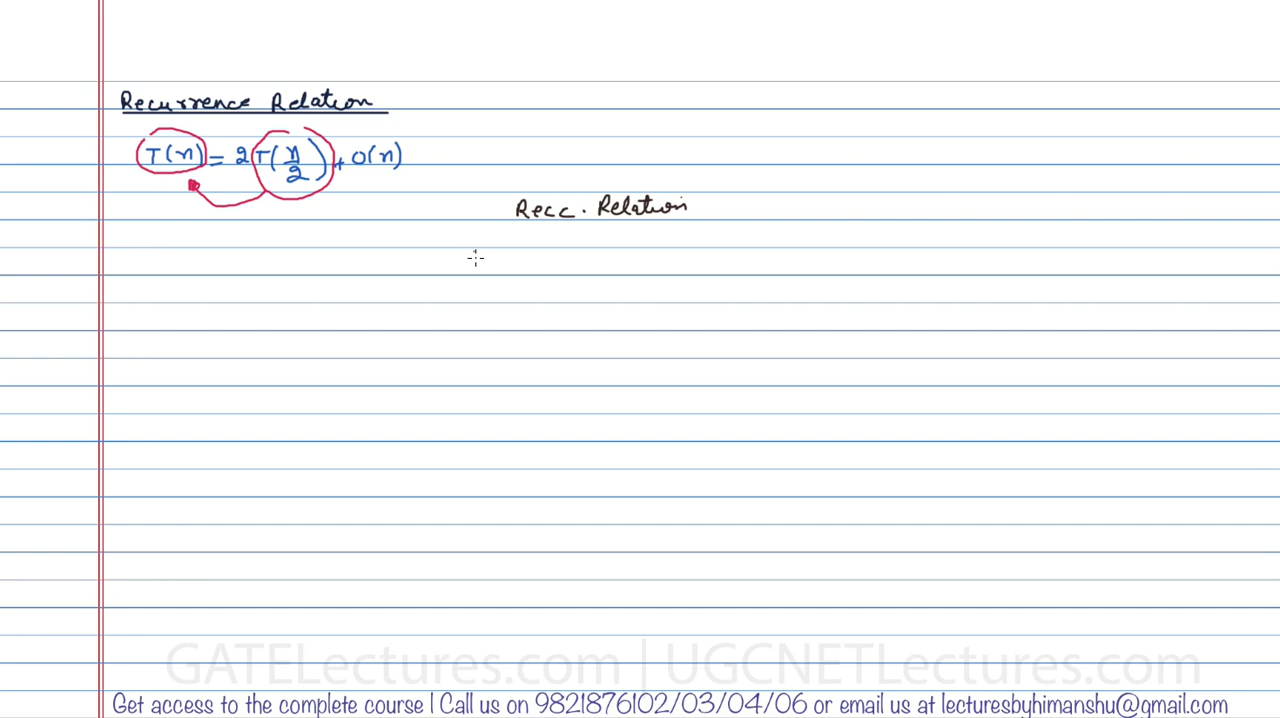 Recurrence Relation
T(n) = 2T(n/2) + O(n)
Recc. Relation
GATELectures.com | UGCNETLectures.com
Get access to the complete course | Call us on 9821876102/03/04/06 or email us at lecturesbyhimanshu@gmail.com